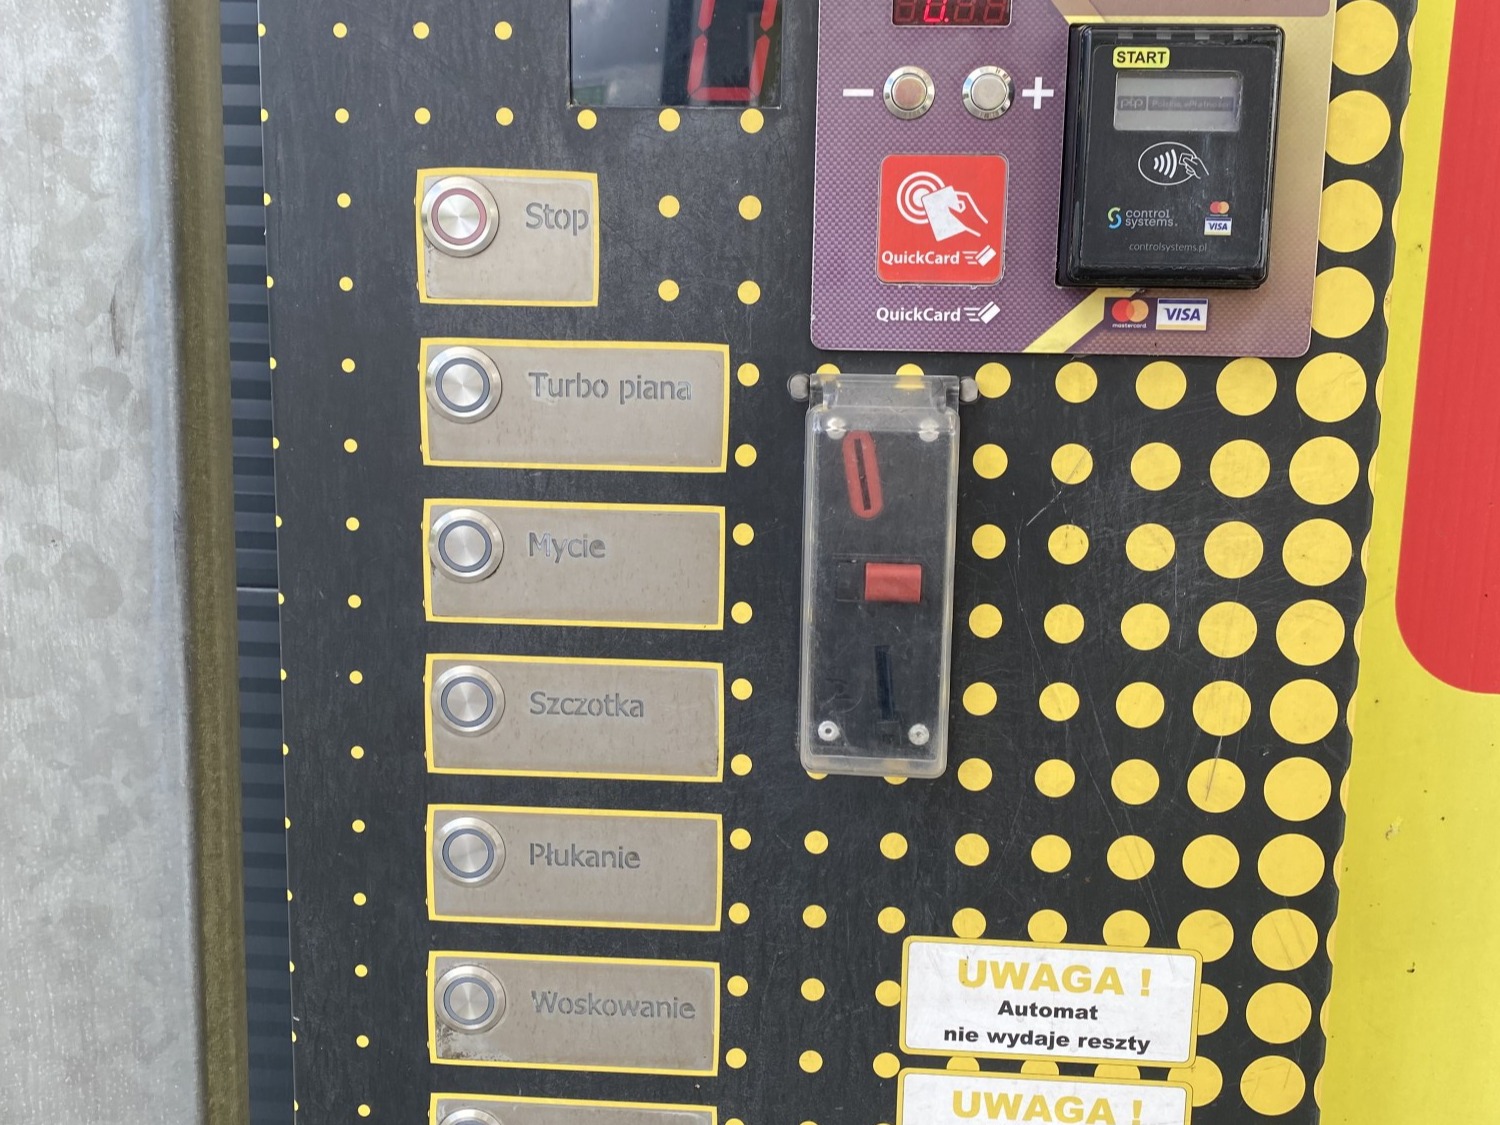 START
Stop
control
systems.
VISA
controlsystems.pl
QuickCard
QuickCard
mastercard
VISA
Turbo piana
Mycie
Szczotka
Płukanie
Woskowanie
UWAGA !
Automat
nie wydaje reszty
UWAGA !